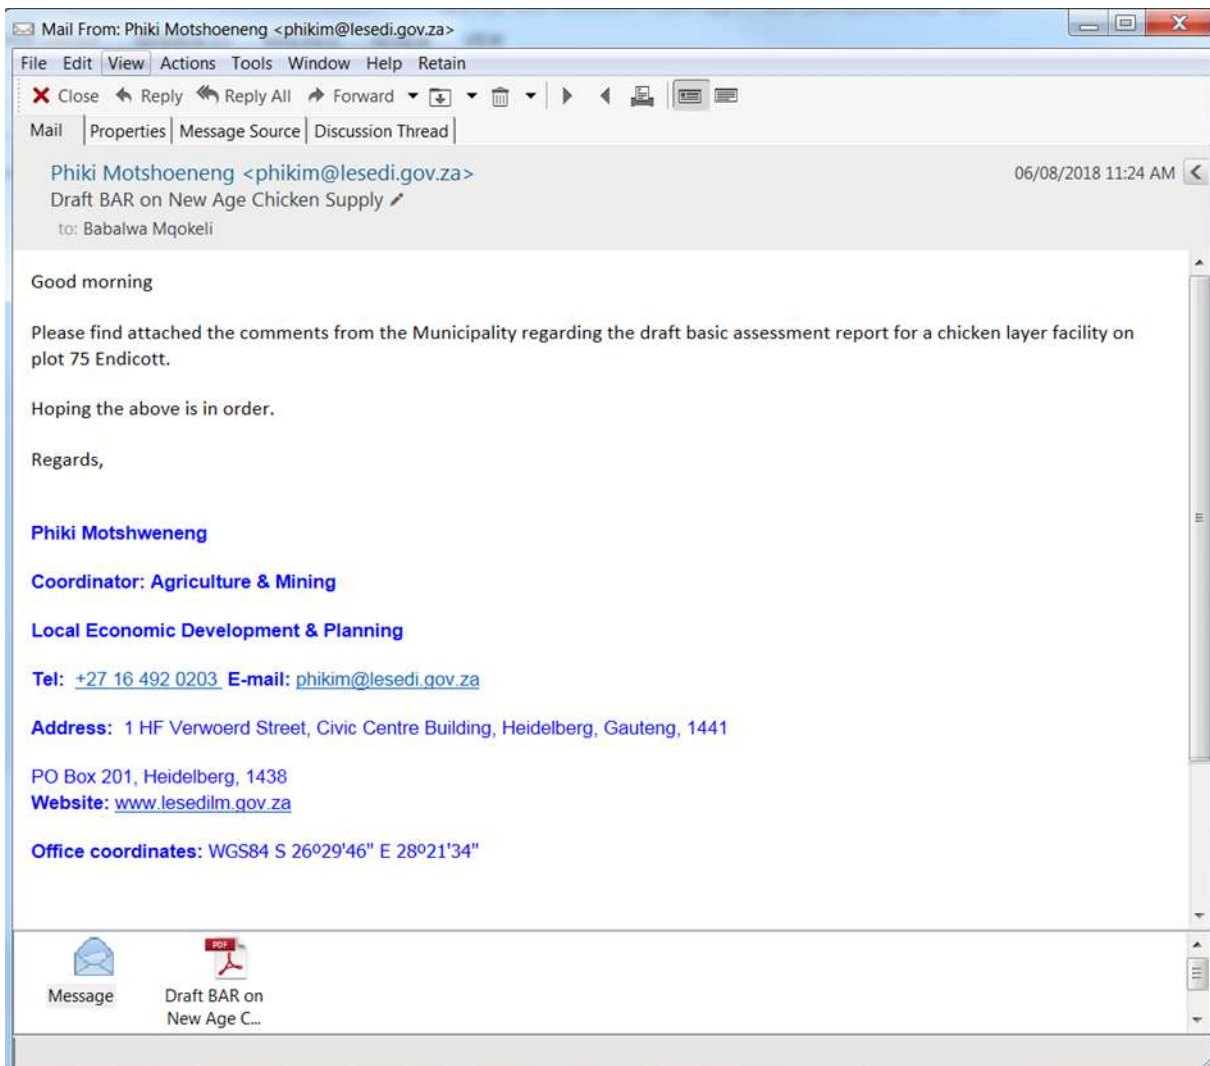 Mail From: Phiki Motshoeneng <phikim@lesedi.gov.za>
File Edit View Actions Tools Window Help Retain
Close Reply Reply All Forward
Mail Properties Message Source Discussion Thread
Phiki Motshoeneng <phikim@lesedi.gov.za> 06/08/2018 11:24 AM
Draft BAR on New Age Chicken Supply
to: Babalwa Mqokeli
Good morning
Please find attached the comments from the Municipality regarding the draft basic assessment report for a chicken layer facility on
plot 75 Endicott.
Hoping the above is in order.
Regards,
Phiki Motshweneng
Coordinator: Agriculture & Mining
Local Economic Development & Planning
Tel: +27 16 492 0203 E-mail: phikim@lesedi.gov.za
Address: 1 HF Verwoerd Street, Civic Centre Building, Heidelberg, Gauteng, 1441
PO Box 201, Heidelberg, 1438
Website: www.lesedilm.gov.za
Office coordinates: WGS84 S 26º29'46" E 28º21'34"
PDF
Message Draft BAR on
New Age C...